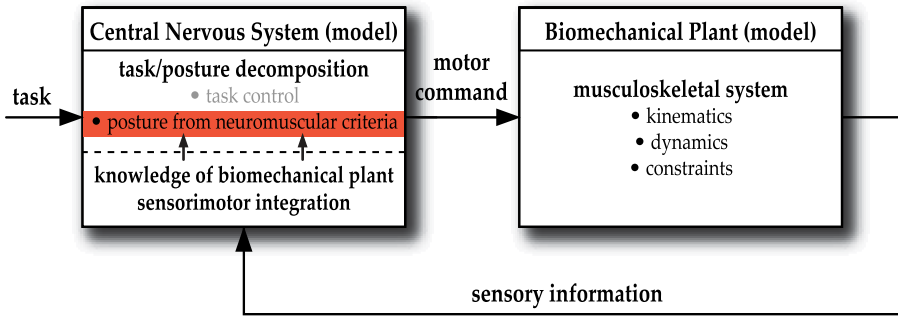 Central Nervous System (model)
task/posture decomposition
• task control
• posture from neuromuscular criteria
knowledge of biomechanical plant
sensorimotor integration
task
motor
command
Biomechanical Plant (model)
musculoskeletal system
• kinematics
• dynamics
• constraints
sensory information